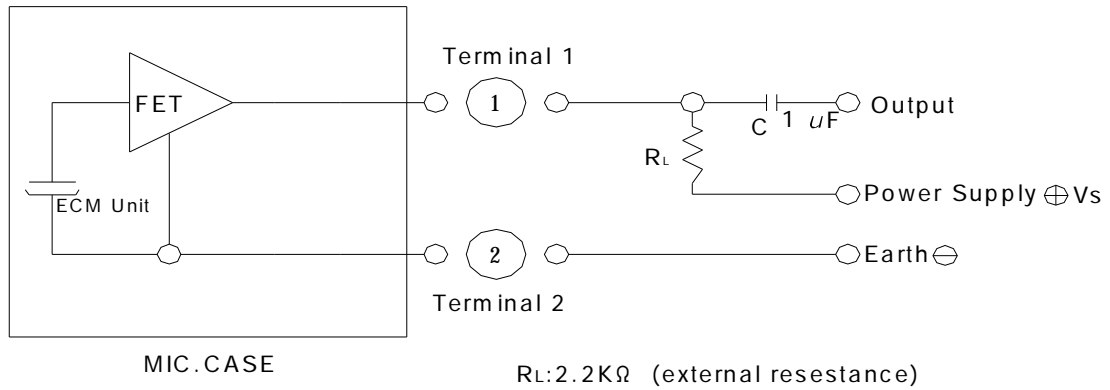 Terminal 1
FET
1
C 1 uF
Output
RL
ECM Unit
Power Supply ⊕ Vs
2
Earth ⊖
Terminal 2
MIC.CASE
RL:2.2KΩ (external resestance)